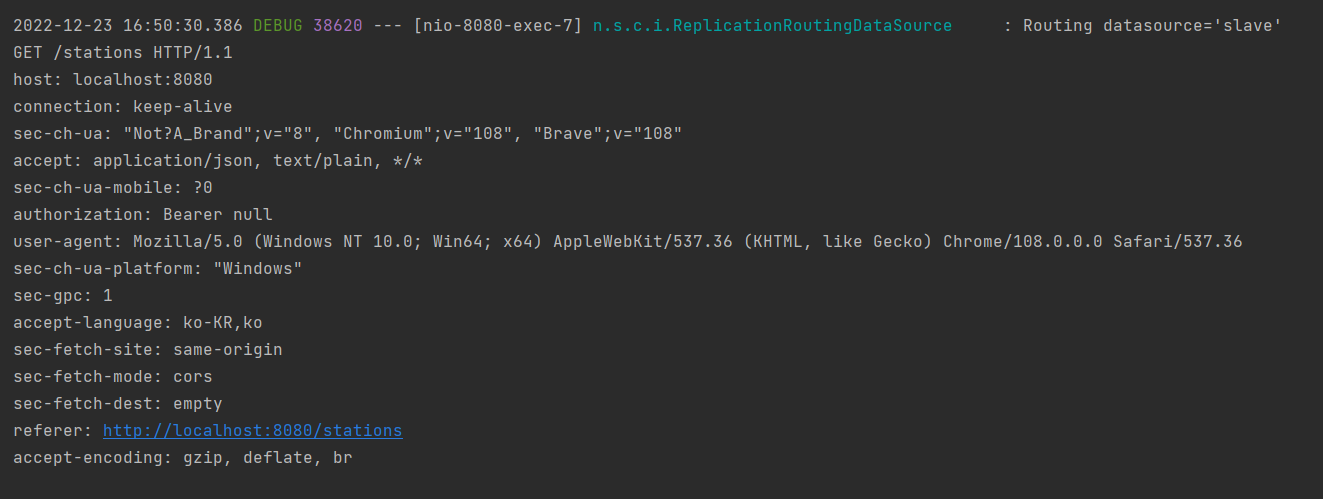 2022-12-23 16:50:30.386 DEBUG 38620 --- [nio-8080-exec-7] n.s.c.i.ReplicationRoutingDataSource     : Routing datasource='slave'
GET /stations HTTP/1.1
host: localhost:8080
connection: keep-alive
sec-ch-ua: "Not?A_Brand";v="8", "Chromium";v="108", "Brave";v="108"
accept: application/json, text/plain, */*
sec-ch-ua-mobile: ?0
authorization: Bearer null
user-agent: Mozilla/5.0 (Windows NT 10.0; Win64; x64) AppleWebKit/537.36 (KHTML, like Gecko) Chrome/108.0.0.0 Safari/537.36
sec-ch-ua-platform: "Windows"
sec-gpc: 1
accept-language: ko-KR,ko
sec-fetch-site: same-origin
sec-fetch-mode: cors
sec-fetch-dest: empty
referer: http://localhost:8080/stations
accept-encoding: gzip, deflate, br